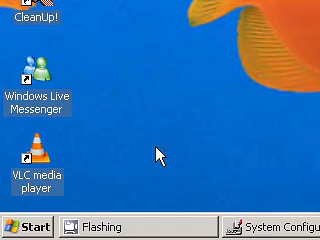 CleanUp!
Windows Live
Messenger
VLC media
player
Start
Flashing
System Configu